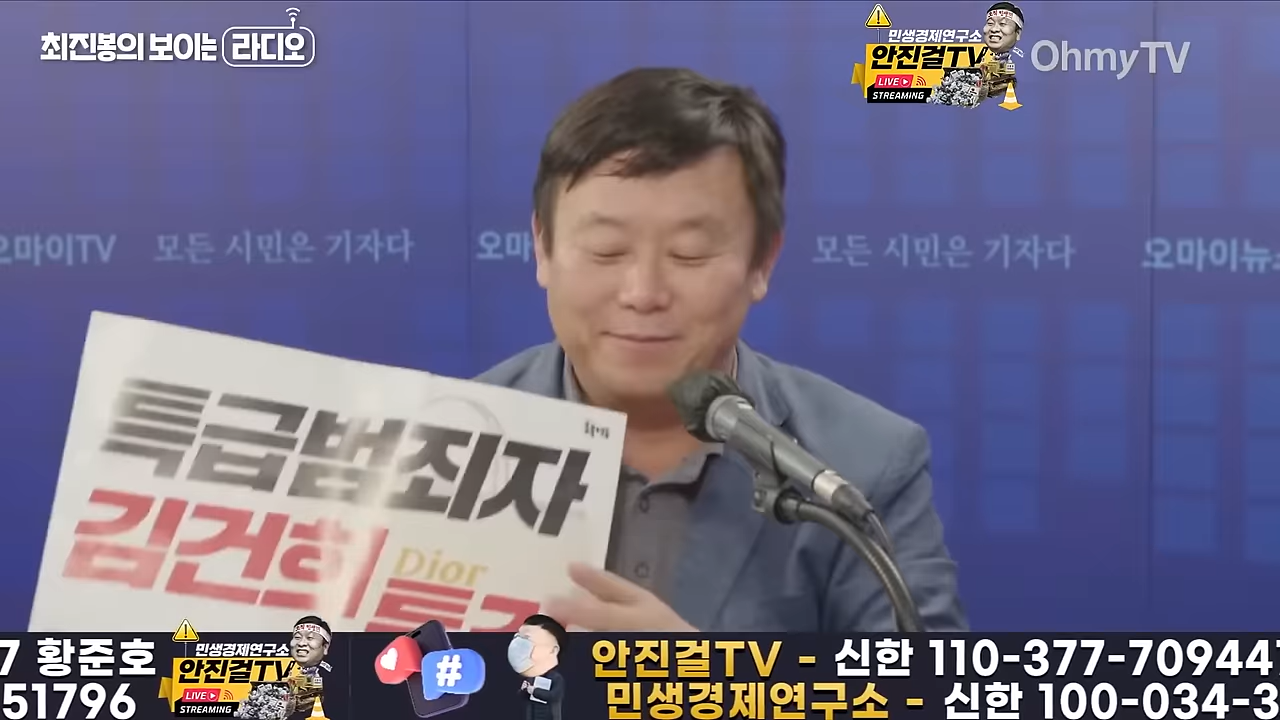 최진봉의 보이는 라디오
민생경제연구소
안진걸TV
LIVE
STREAMING
OhmyTV
오마이TV 모든 시민은 기자다 오마 모든 시민은 기자다 오마이뉴
특급범죄자
김건희
Dior
7 황준호
51796
민생경제연구소
안진걸TV
LIVE
STREAMING
#
안진걸TV - 신한 110-377-709447
민생경제연구소 - 신한 100-034-3